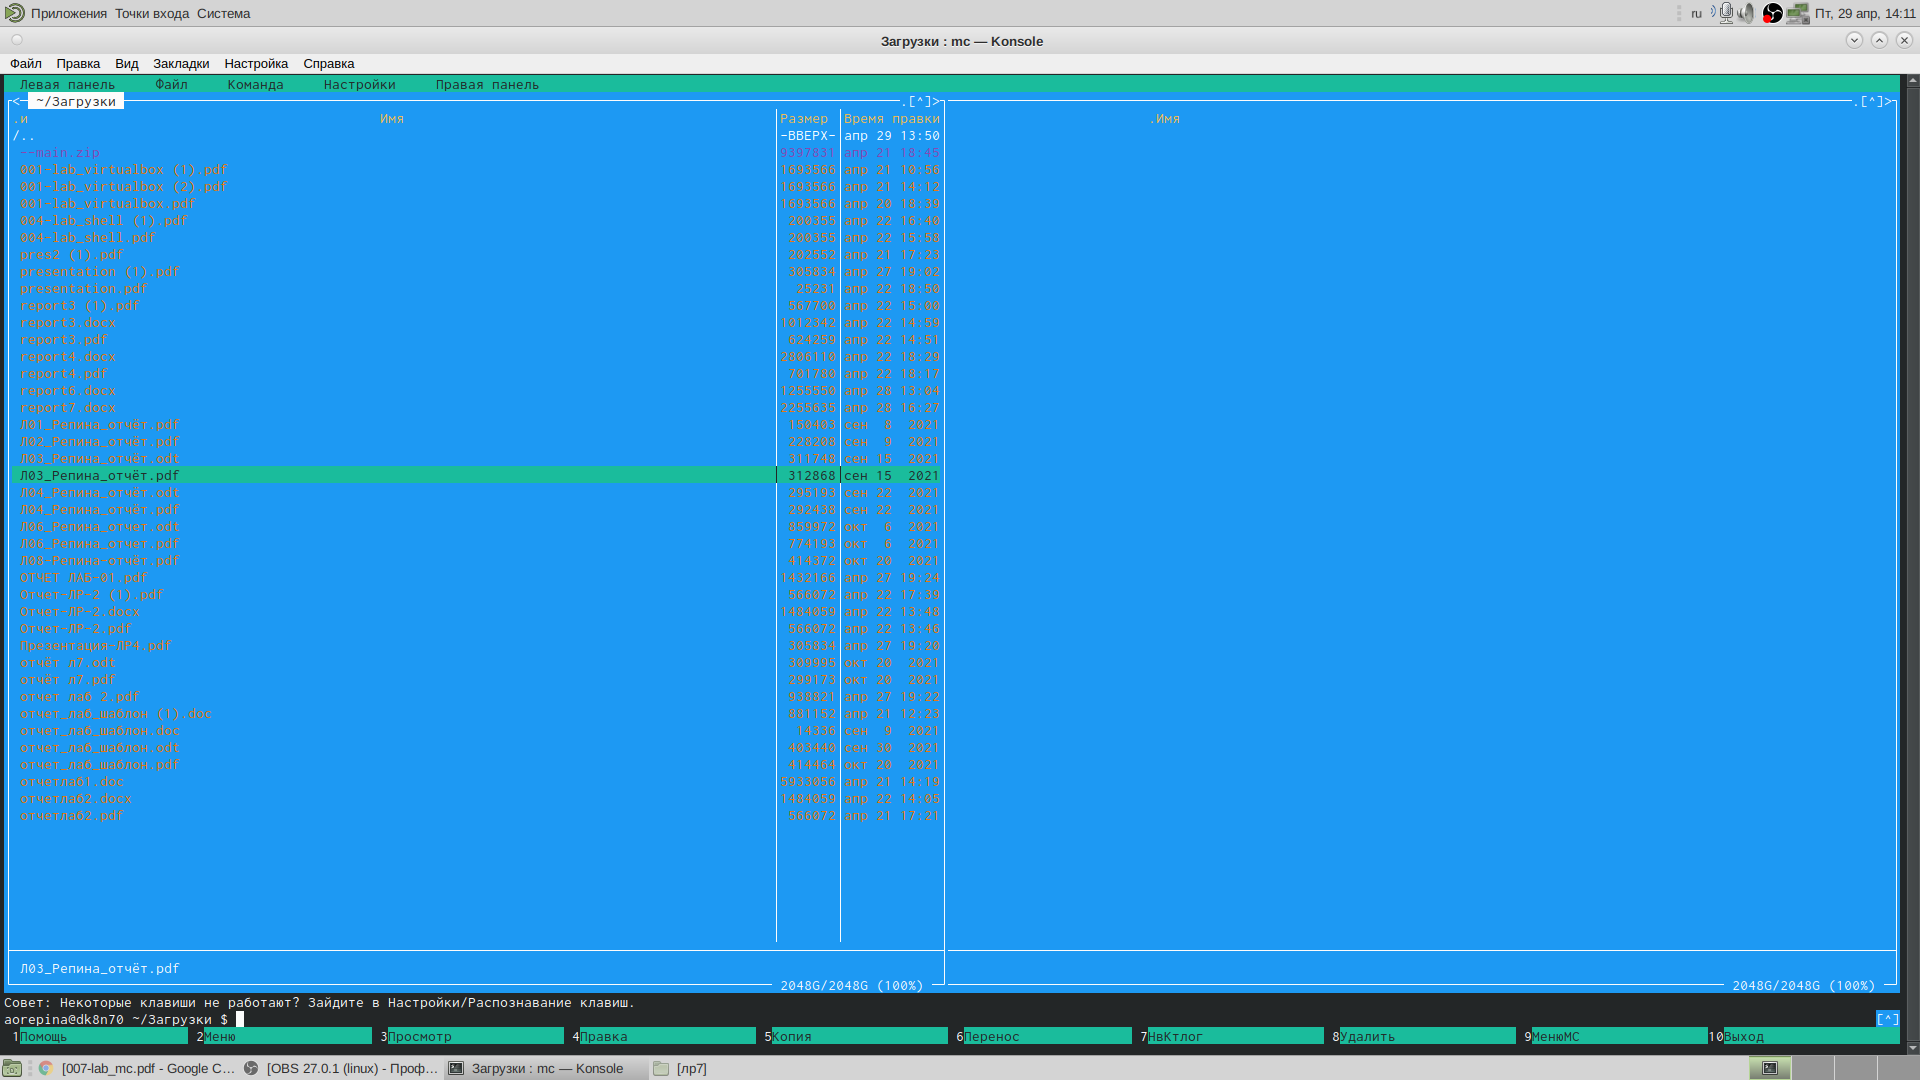 Приложения Точки входа Система
ru Пт, 29 апр, 14:11
Загрузки : mc — Konsole
Файл Правка Вид Закладки Настройка Справка
Левая панель Файл Команда Настройки Правая панель
<─ ~/Загрузки .[^]> .[^]>
.и Имя Размер Время правки .Имя
/.. -ВВЕРХ- апр 29 13:50
--main.zip 9397831 апр 21 18:45
001-lab_virtualbox (1).pdf 1693566 апр 21 10:56
001-lab_virtualbox (2).pdf 1693566 апр 21 14:12
001-lab_virtualbox.pdf 1693566 апр 20 18:39
004-lab_shell (1).pdf 200355 апр 22 16:40
004-lab_shell.pdf 200355 апр 22 15:58
pres2 (1).pdf 202552 апр 21 17:23
presentation (1).pdf 305834 апр 27 19:02
presentation.pdf 25231 апр 22 18:50
report3 (1).pdf 567700 апр 22 15:00
report3.docx 1012342 апр 22 14:59
report3.pdf 624259 апр 22 14:51
report4.docx 2806110 апр 22 18:29
report4.pdf 701780 апр 22 18:17
report6.docx 1255550 апр 28 13:04
report7.docx 2255635 апр 28 16:27
Л01_Репина_отчёт.pdf 150403 сен 8 2021
Л02_Репина_отчёт.pdf 228208 сен 9 2021
Л03_Репина_отчёт.odt 311748 сен 15 2021
Л03_Репина_отчёт.pdf 312868 сен 15 2021
Л04_Репина_отчёт.odt 295193 сен 22 2021
Л04_Репина_отчёт.pdf 292438 сен 22 2021
Л06_Репина_отчет.odt 859972 окт 6 2021
Л06_Репина_отчет.pdf 774193 окт 6 2021
Л08-Репина-отчёт.pdf 414372 окт 20 2021
ОТЧЕТ ЛАБ-01.pdf 1432166 апр 27 19:24
Отчет-ЛР-2 (1).pdf 566072 апр 22 17:39
Отчет-ЛР-2.docx 1484059 апр 22 13:48
Отчет-ЛР-2.pdf 566072 апр 22 13:46
Презентация-ЛР4.pdf 305834 апр 27 19:20
отчёт л7.odt 309995 окт 20 2021
отчёт л7.pdf 299173 окт 20 2021
отчет лаб 2.pdf 938821 апр 27 19:22
отчет_лаб_шаблон (1).doc 881152 апр 21 12:23
отчет_лаб_шаблон.doc 14336 сен 9 2021
отчет_лаб_шаблон.odt 403440 сен 30 2021
отчет_лаб_шаблон.pdf 414464 окт 20 2021
отчетлаб1.doc 5933056 апр 21 14:19
отчетлаб2.docx 1484059 апр 22 14:05
отчетлаб2.pdf 566072 апр 21 17:21
Л03_Репина_отчёт.pdf
2048G/2048G (100%) 2048G/2048G (100%)
Совет: Некоторые клавиши не работают? Зайдите в Настройки/Распознавание клавиш.
aorepina@dk8n70 ~/Загрузки $ [^]
1Помощь 2Меню 3Просмотр 4Правка 5Копия 6Перенос 7НвКтлог 8Удалить 9МенюMC 10Выход
[007-lab_mc.pdf - Google C… [OBS 27.0.1 (linux) - Проф… Загрузки : mc — Konsole [лр7]